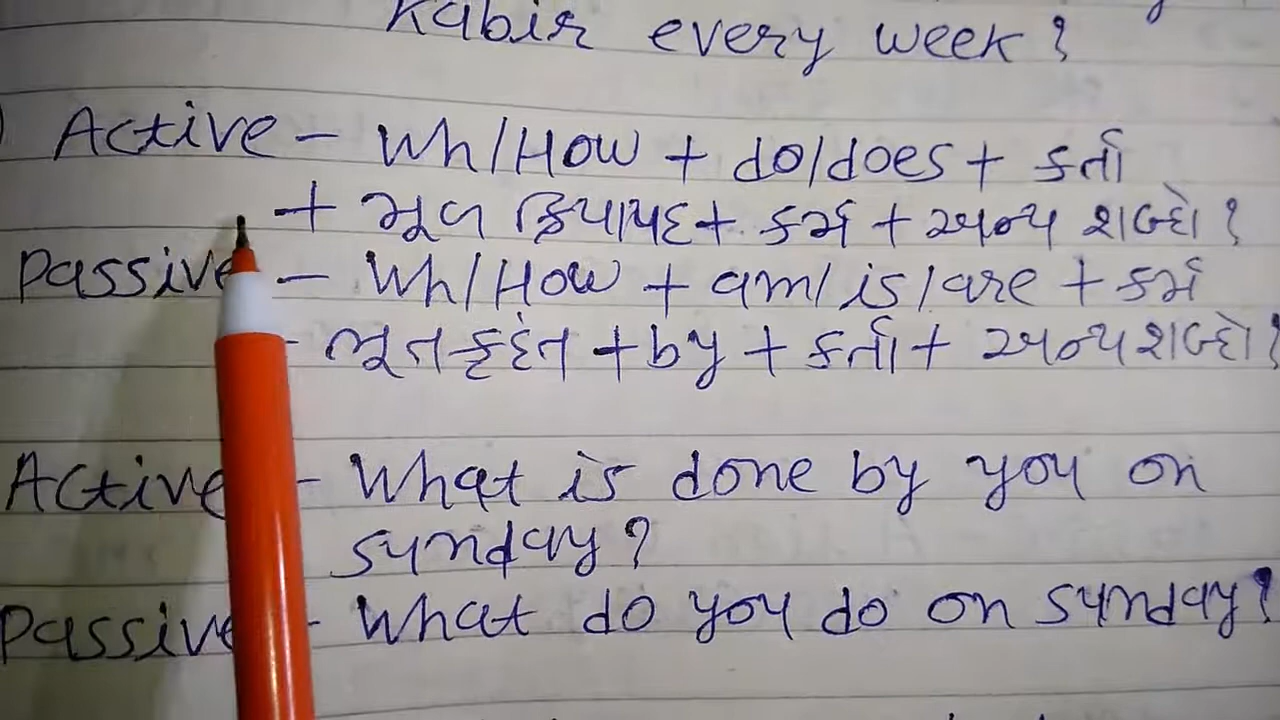 Kabir every week?
Active - Wh/How + do/does + કર્તા
+ મૂળ ક્રિયાપદ + કર્મ + અન્ય શબ્દો?
Passive - Wh/How + am/is/are + કર્મ
- ભૂતકૃદંત + by + કર્તા + અન્ય શબ્દો?
Active - What is done by you on
sunday?
Passive - What do you do on sunday?